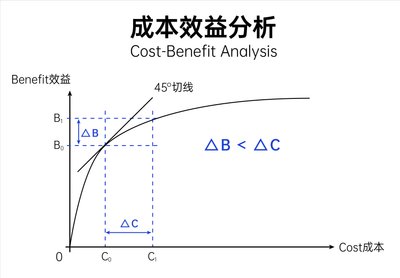 成本效益分析
Cost-Benefit Analysis
Benefit效益
45°切线
B₁
△B
B₀
△B < △C
△C
Cost成本
0
C₀
C₁